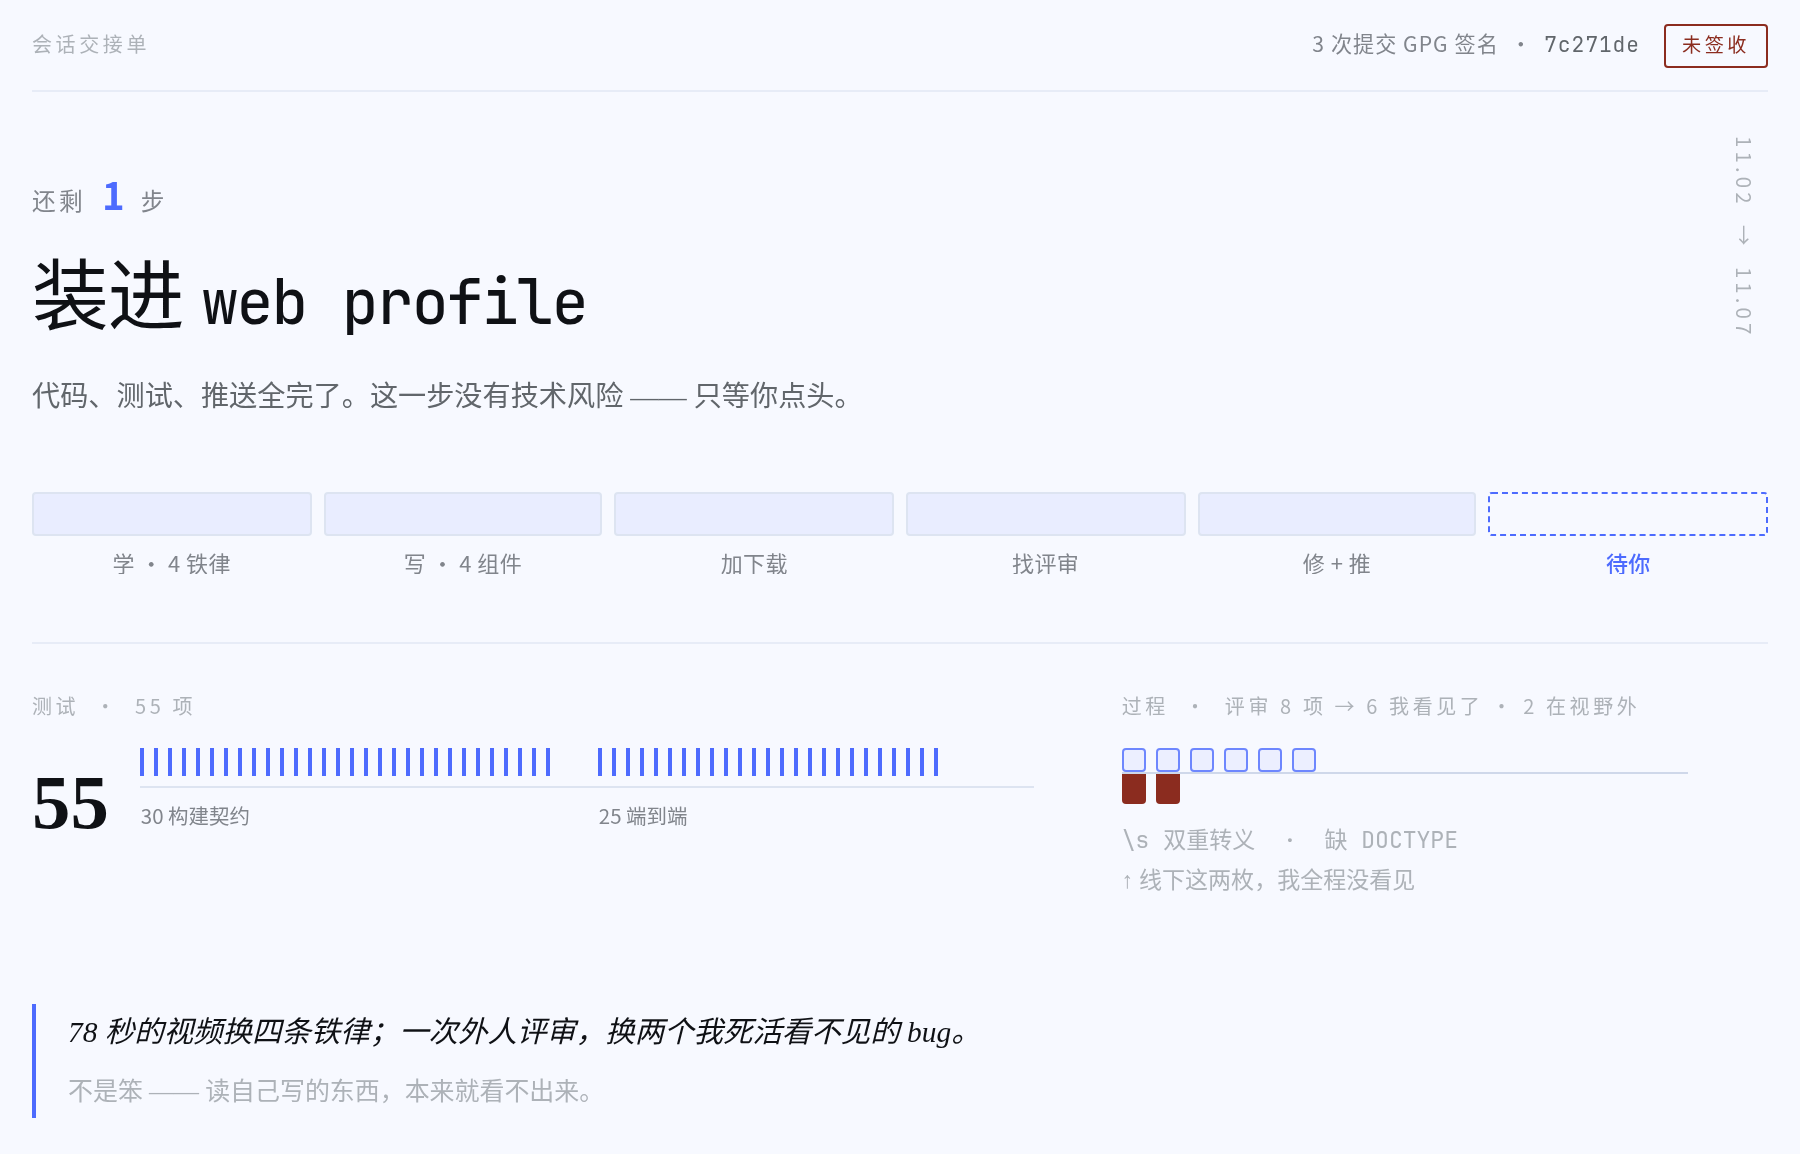 会话交接单
3 次提交 GPG 签名 · 7c271de 未签收
11.02 → 11.07
还剩 1 步
装进 web profile
代码、测试、推送全完了。这一步没有技术风险 —— 只等你点头。
学 · 4 铁律
写 · 4 组件
加下载
找评审
修 + 推
待你
测试 · 55 项
55
30 构建契约
25 端到端
过程 · 评审 8 项 → 6 我看见了 · 2 在视野外
\s 双重转义 · 缺 DOCTYPE
↑ 线下这两枚，我全程没看见
78 秒的视频换四条铁律；一次外人评审，换两个我死活看不见的 bug。
不是笨 —— 读自己写的东西，本来就看不出来。